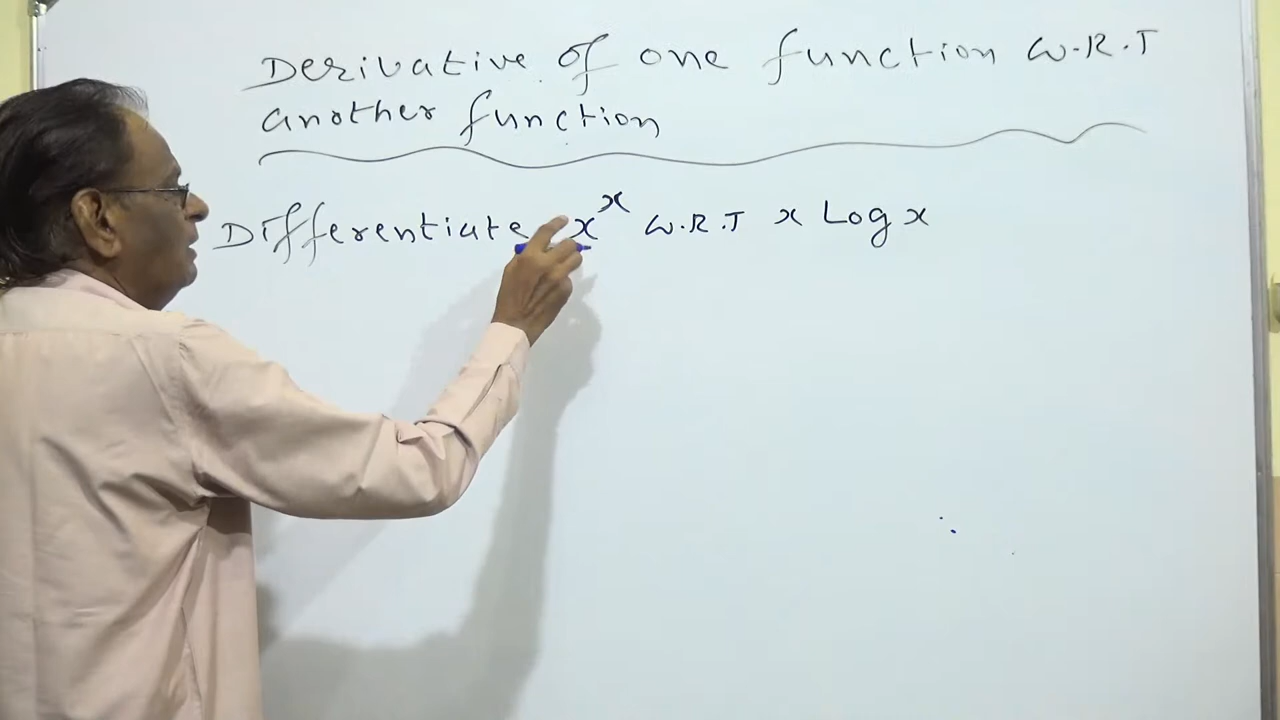 Derivative of one function W.R.T
another function
Differentiate x^x W.R.T x Log x